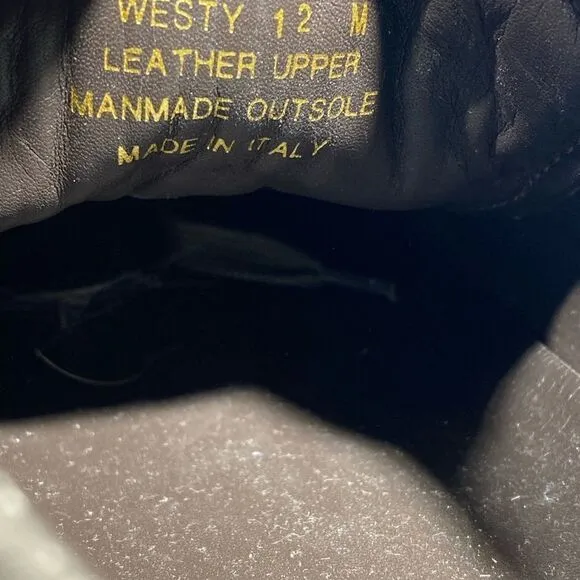 WESTY 12 M
LEATHER UPPER
MANMADE OUTSOLE
MADE IN ITALY